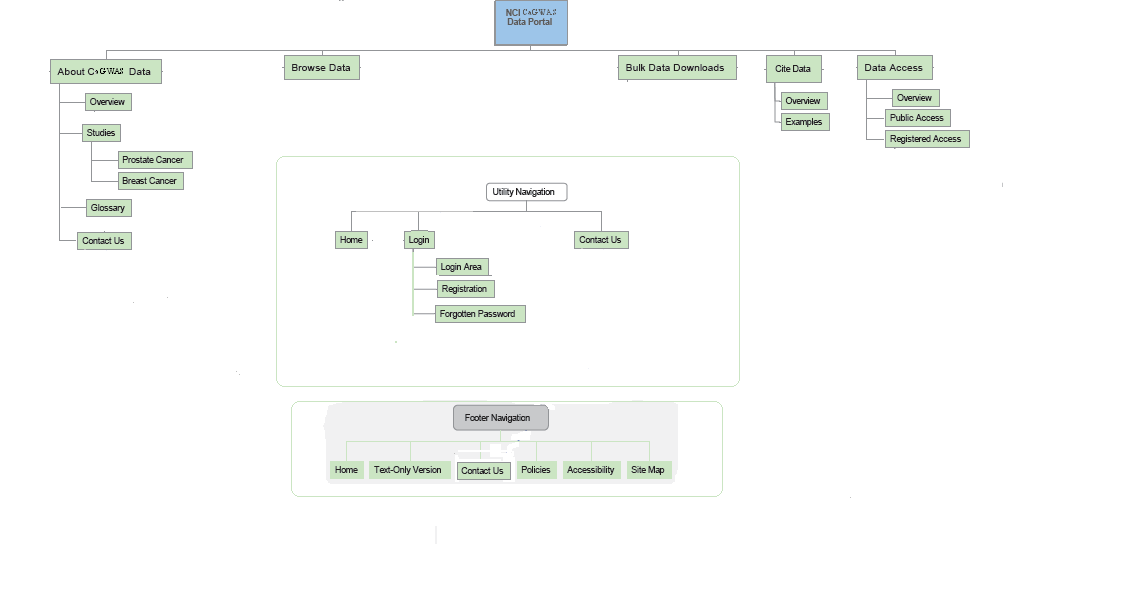 NCI CaGWAS
Data Portal
About CaGWAS Data
Browse Data
Bulk Data Downloads
Cite Data
Data Access
Overview
Studies
Prostate Cancer
Breast Cancer
Glossary
Contact Us
Overview
Examples
Overview
Public Access
Registered Access
Utility Navigation
Home
Login
Contact Us
Login Area
Registration
Forgotten Password
Footer Navigation
Home
Text-Only Version
Contact Us
Policies
Accessibility
Site Map